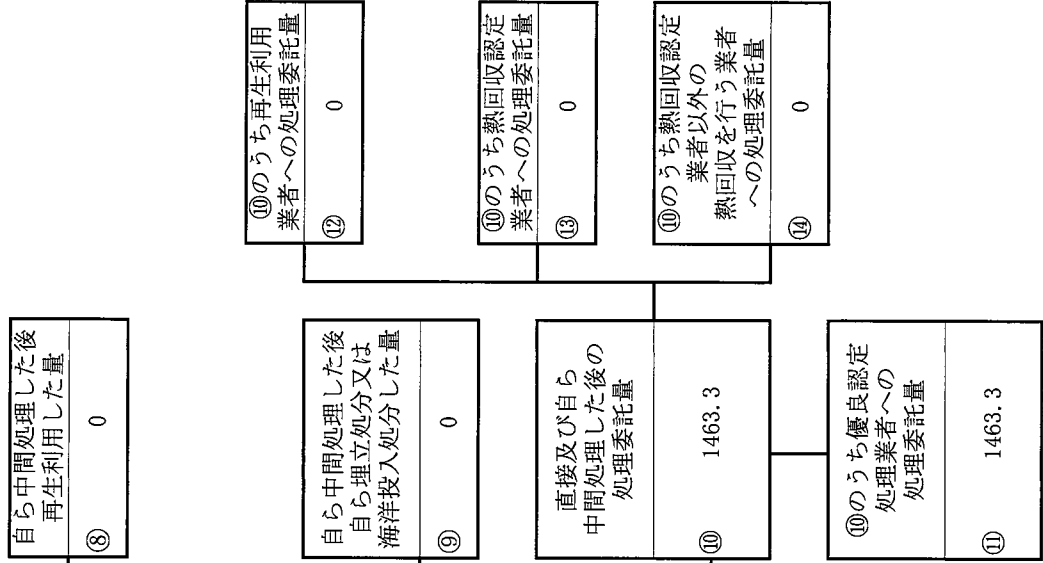 自ら中間処理した後
再生利用した量
⑧ 0
自ら中間処理した後
自ら埋立処分又は
海洋投入処分した量
⑨ 0
直接及び自ら
中間処理した後の
処理委託量
⑩ 1463.3
⑩のうち優良認定
処理業者への
処理委託量
⑪ 1463.3
⑩のうち再生利用
業者への処理委託量
⑫ 0
⑩のうち熱回収認定
業者への処理委託量
⑬ 0
⑩のうち熱回収認定
業者以外の
熱回収を行う業者
への処理委託量
⑭ 0